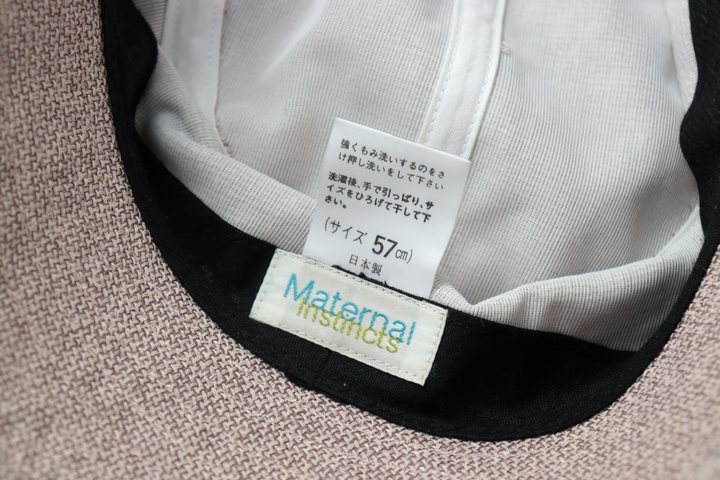 強くもみ洗いするのをさ
け押し洗いをして下さい
洗濯後、手で引っぱり、サ
イズをひろげて干して下
さい。
(サイズ 57cm)
日本製
Maternal
Instincts